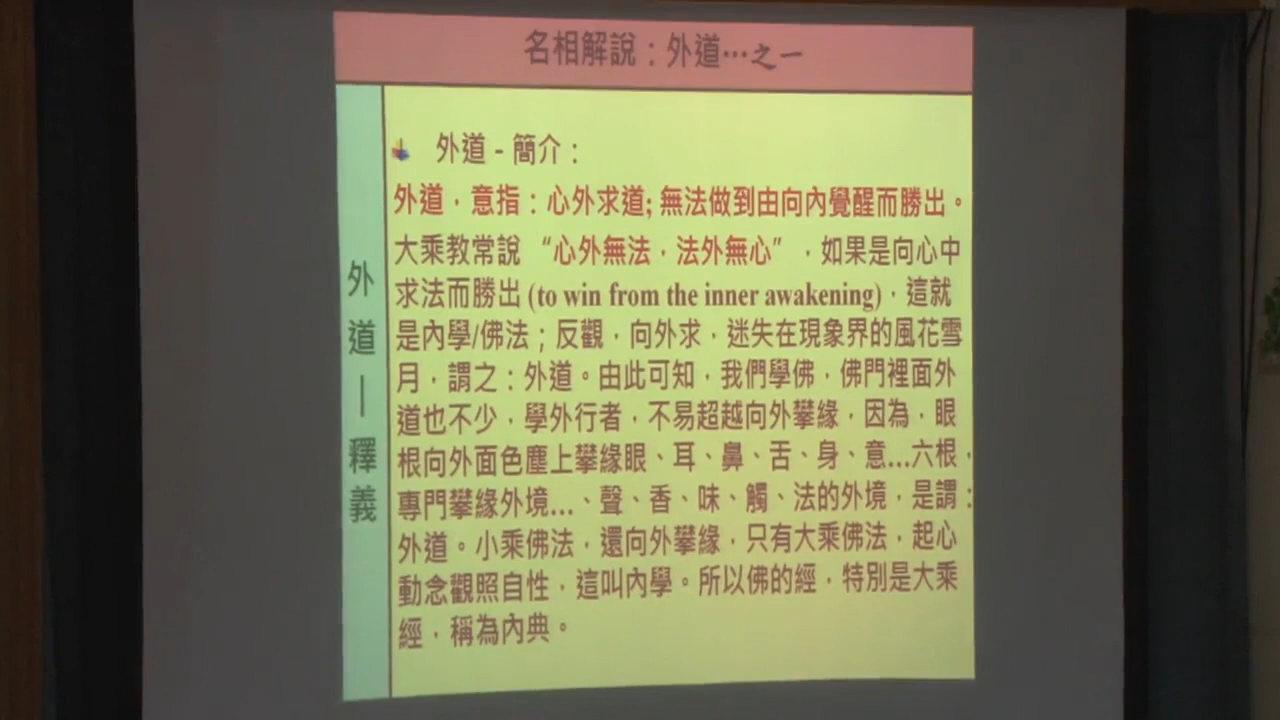 名相解說：外道…之一
外道－釋義
外道 - 簡介：
外道，意指：心外求道; 無法做到由向內覺醒而勝出。
大乘教常說 “心外無法，法外無心” ，如果是向心中
求法而勝出 (to win from the inner awakening)，這就
是內學/佛法；反觀，向外求，迷失在現象界的風花雪
月，謂之：外道。由此可知，我們學佛，佛門裡面外
道也不少，學外行者，不易超越向外攀緣，因為，眼
根向外面色塵上攀緣眼、耳、鼻、舌、身、意...六根，
專門攀緣外境...、聲、香、味、觸、法的外境，是謂：
外道。小乘佛法，還向外攀緣，只有大乘佛法，起心
動念觀照自性，這叫內學。所以佛的經，特別是大乘
經，稱為內典。